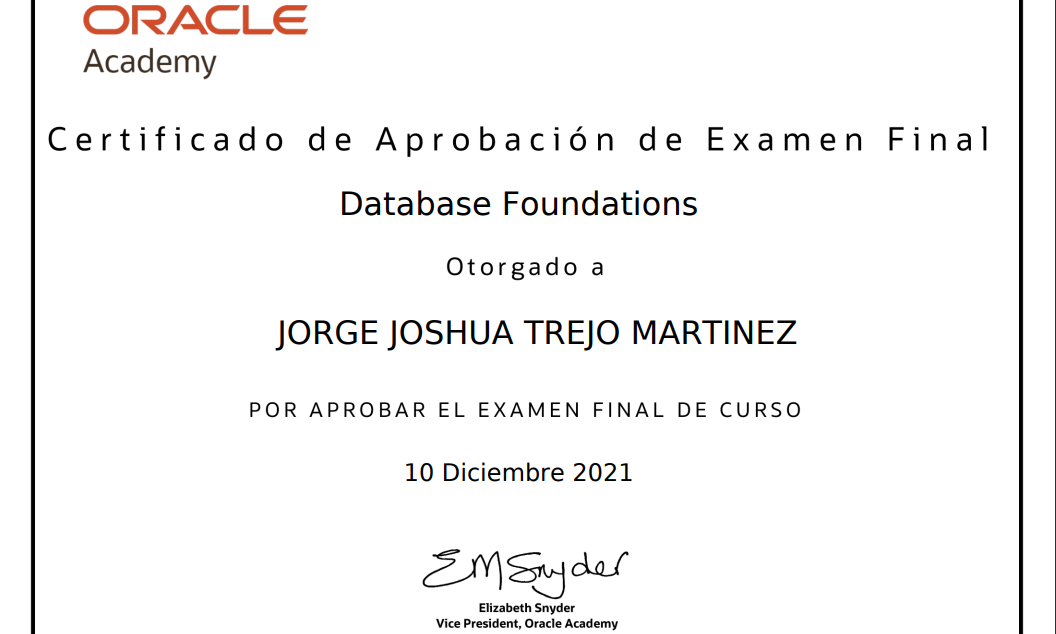 ORACLE
Academy
Certificado de Aprobación de Examen Final
Database Foundations
Otorgado a
JORGE JOSHUA TREJO MARTINEZ
POR APROBAR EL EXAMEN FINAL DE CURSO
10 Diciembre 2021
EMSnyder
Elizabeth Snyder
Vice President, Oracle Academy